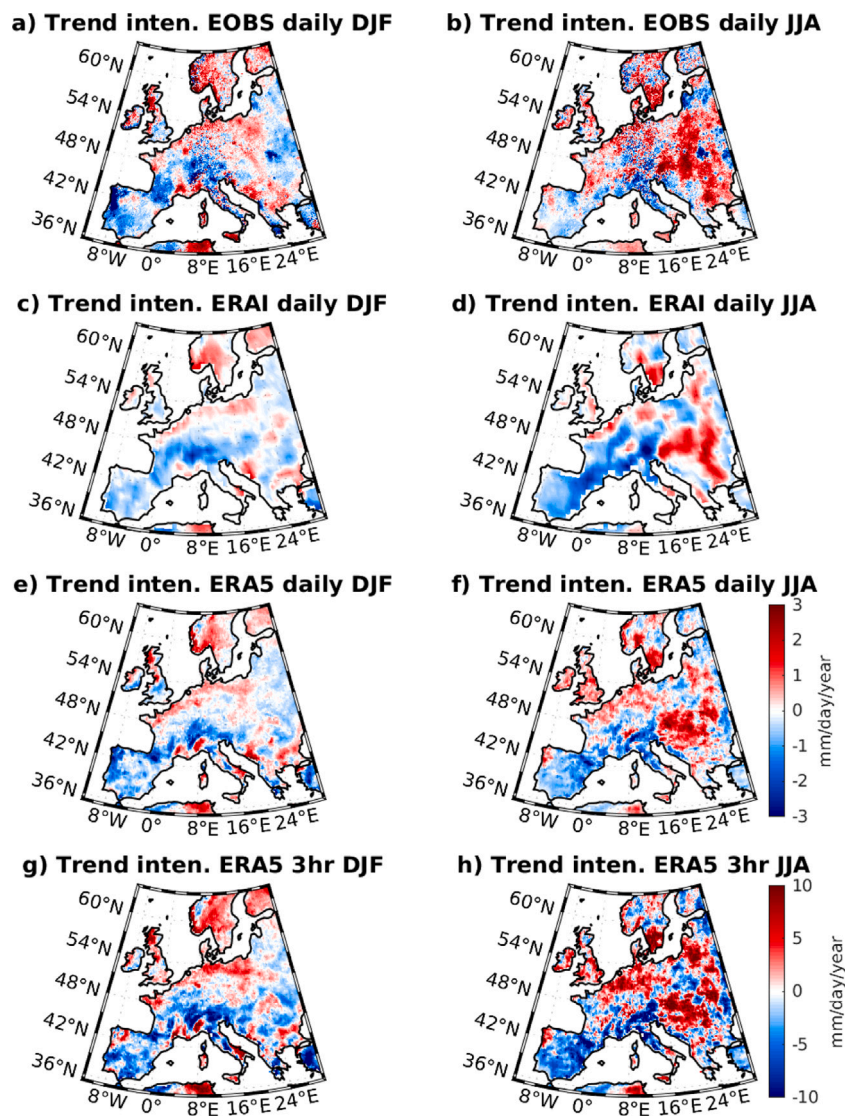 a) Trend inten. EOBS daily DJF
60°N
54°N
48°N
42°N
36°N
8°W 0° 8°E 16°E 24°E
b) Trend inten. EOBS daily JJA
60°N
54°N
48°N
42°N
36°N
8°W 0° 8°E 16°E 24°E
c) Trend inten. ERAI daily DJF
60°N
54°N
48°N
42°N
36°N
8°W 0° 8°E 16°E 24°E
d) Trend inten. ERAI daily JJA
60°N
54°N
48°N
42°N
36°N
8°W 0° 8°E 16°E 24°E
e) Trend inten. ERA5 daily DJF
60°N
54°N
48°N
42°N
36°N
8°W 0° 8°E 16°E 24°E
f) Trend inten. ERA5 daily JJA
60°N
54°N
48°N
42°N
36°N
8°W 0° 8°E 16°E 24°E
3
2
1
0
-1
-2
-3
mm/day/year
g) Trend inten. ERA5 3hr DJF
60°N
54°N
48°N
42°N
36°N
8°W 0° 8°E 16°E 24°E
h) Trend inten. ERA5 3hr JJA
60°N
54°N
48°N
42°N
36°N
8°W 0° 8°E 16°E 24°E
10
5
0
-5
-10
mm/day/year